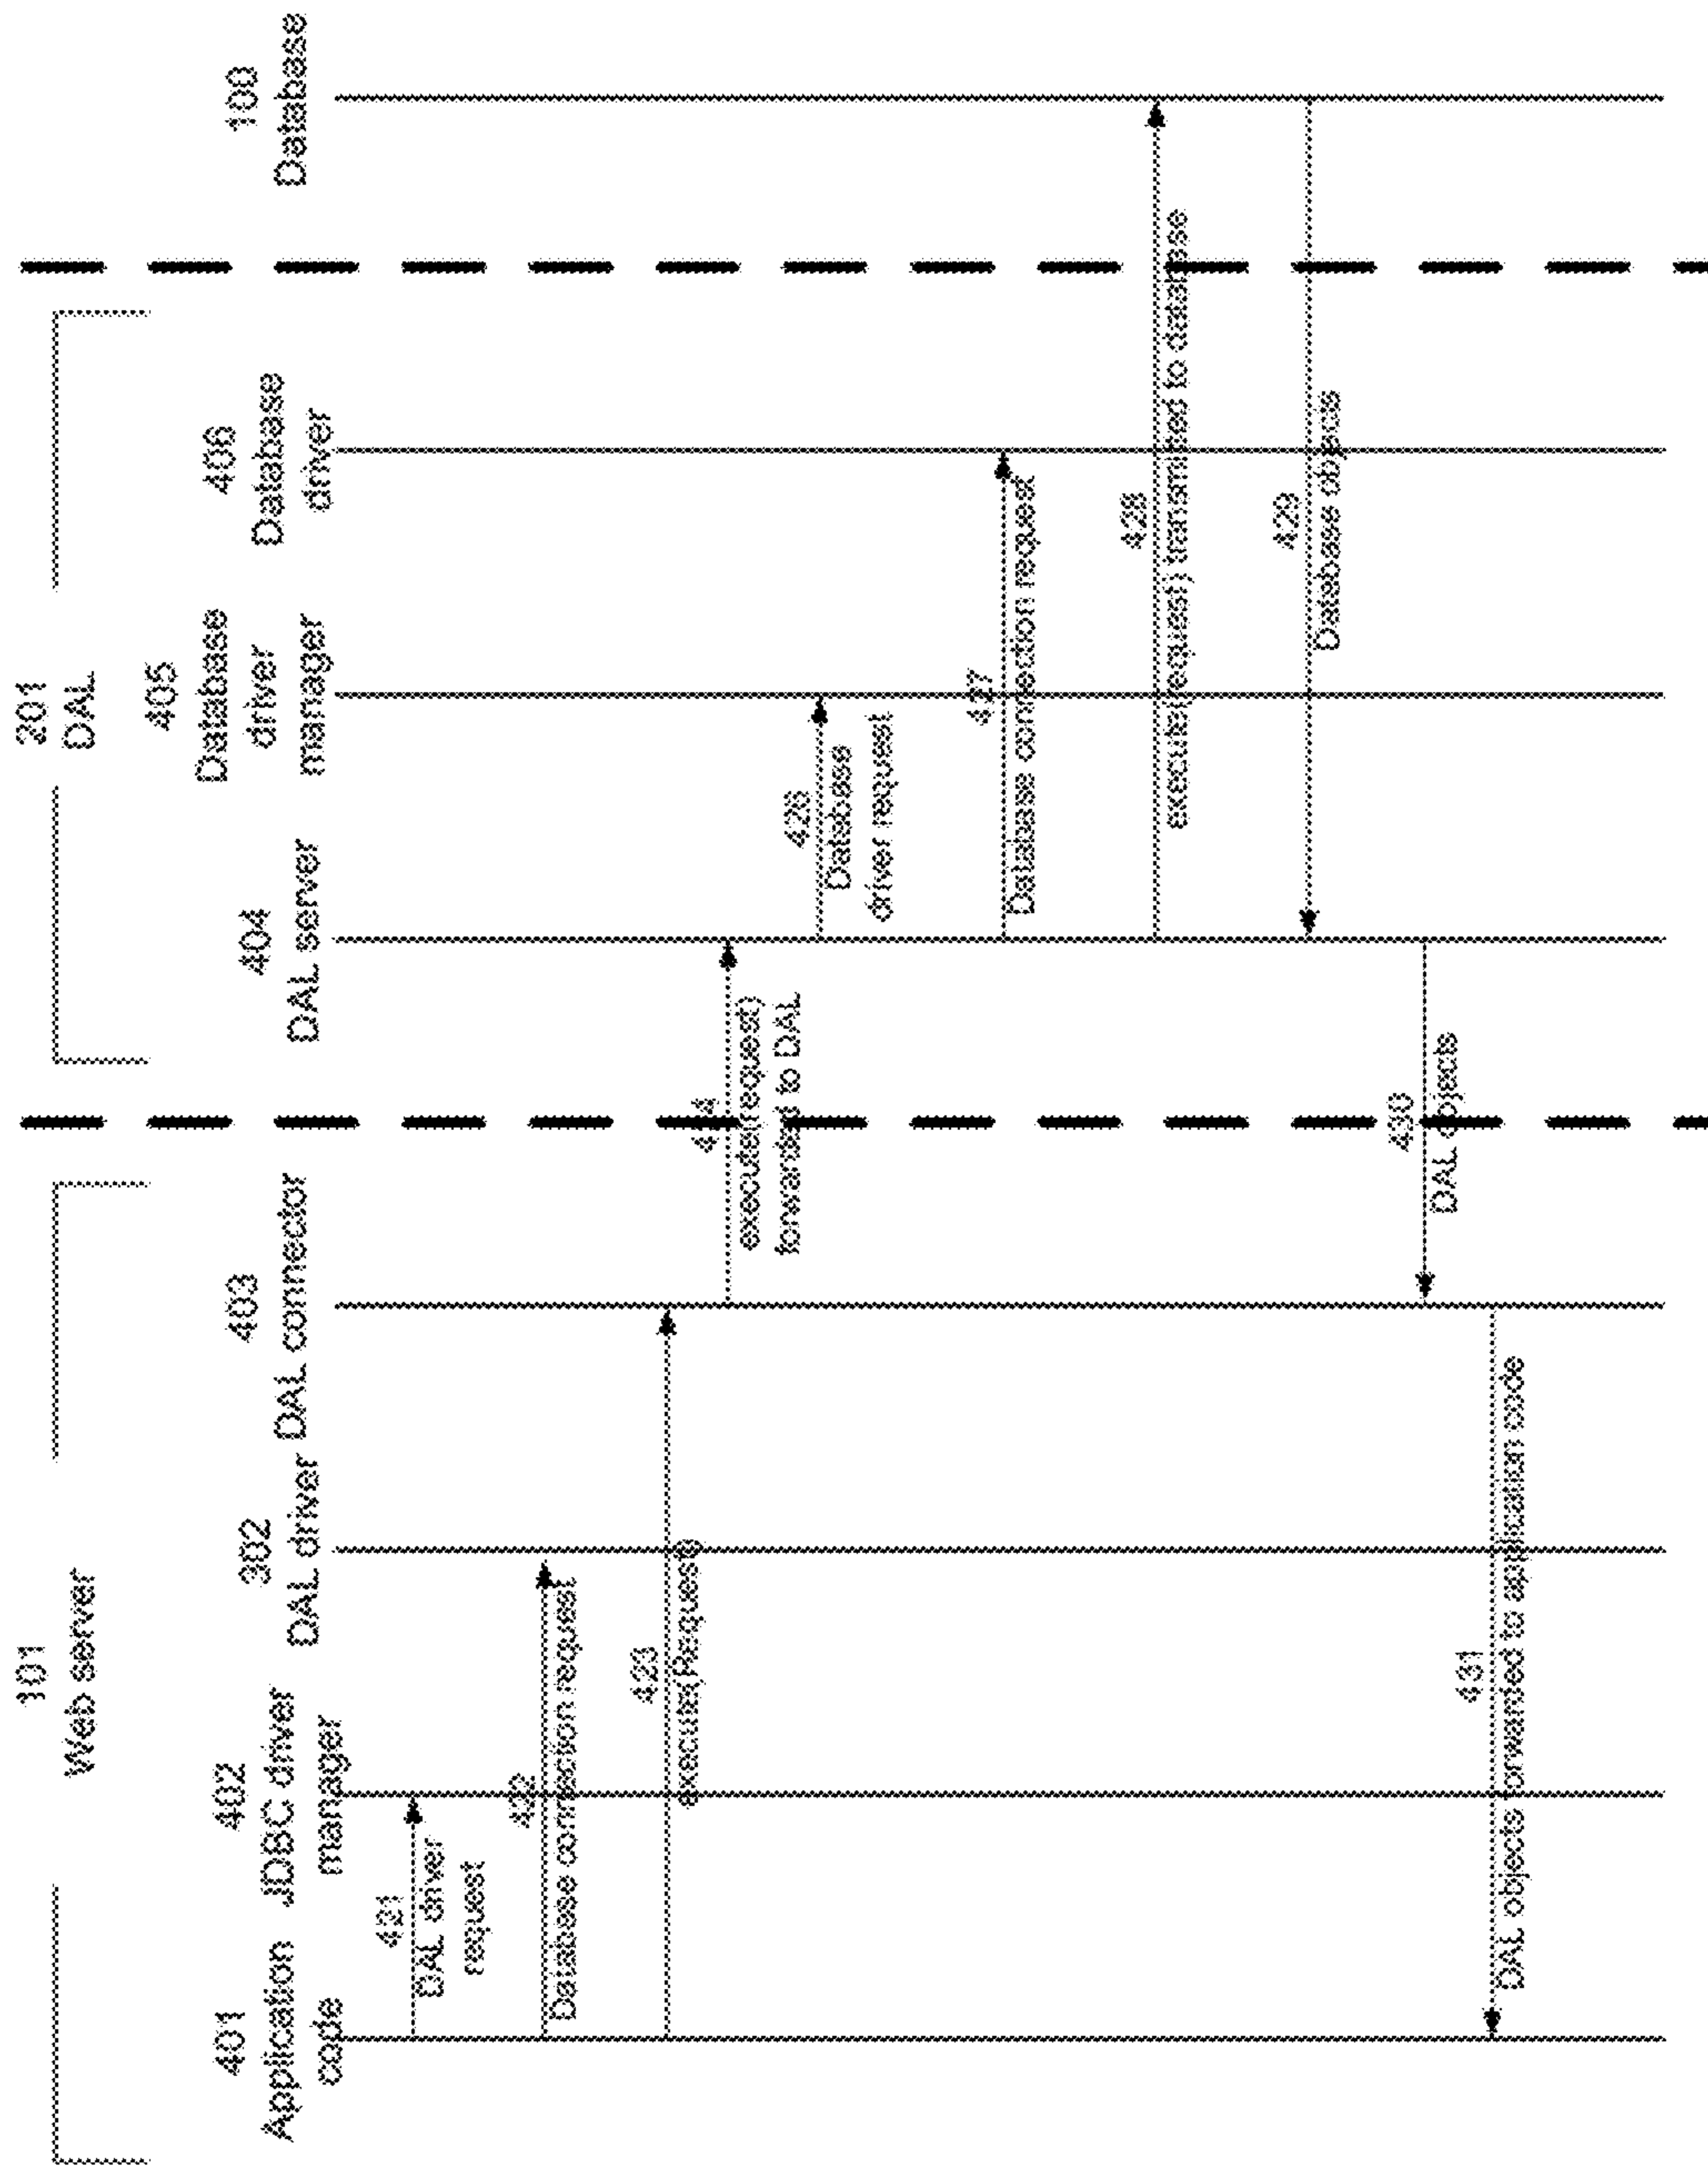 101
Web server
201
DAL
401
Application
code
402
JDBC driver
manager
302
DAL driver
403
DAL connector
404
DAL server
405
Database
driver
manager
406
Database
driver
100
Database
421
DAL driver
request
422
Database connection request
423
execute(Request)
execute(request)
forwarded to DAL
426
Database
driver request
427
Database connection request
428
execute(request) transmitted to database
429
Database objects
430
DAL objects
431
DAL objects forwarded to application code